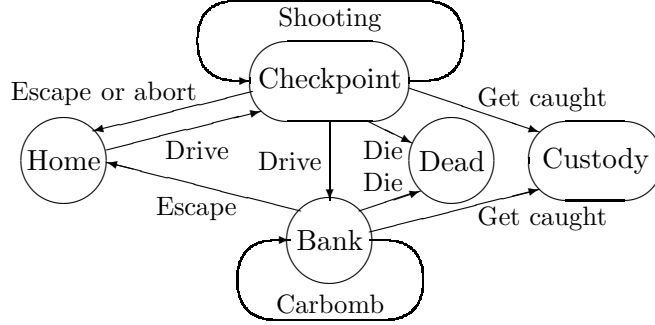 Shooting
Checkpoint
Escape or abort
Get caught
Home
Drive
Drive
Die
Dead
Custody
Die
Escape
Get caught
Bank
Carbomb